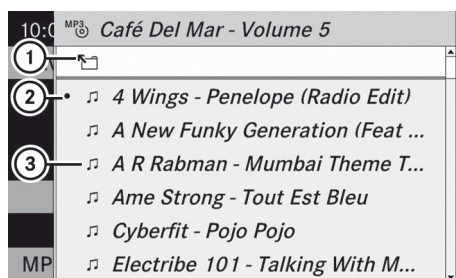 10:0 MP3 Café Del Mar - Volume 5
1
2 • 4 Wings - Penelope (Radio Edit)
A New Funky Generation (Feat ...
3 A R Rabman - Mumbai Theme T...
Ame Strong - Tout Est Bleu
Cyberfit - Pojo Pojo
MP Electribe 101 - Talking With M...